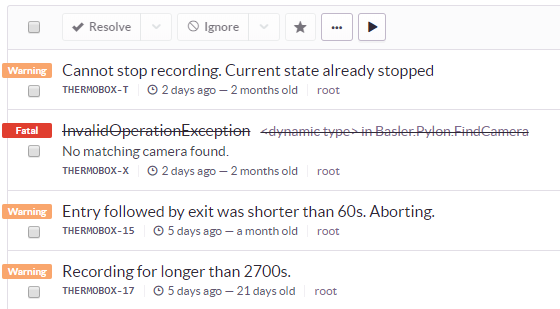 Resolve Ignore ...
Warning Cannot stop recording. Current state already stopped
THERMOBOX-T 2 days ago — 2 months old root
Fatal InvalidOperationException <dynamic type> in Basler.Pylon.FindCamera
No matching camera found.
THERMOBOX-X 2 days ago — 2 months old root
Warning Entry followed by exit was shorter than 60s. Aborting.
THERMOBOX-15 5 days ago — a month old root
Warning Recording for longer than 2700s.
THERMOBOX-17 5 days ago — 21 days old root